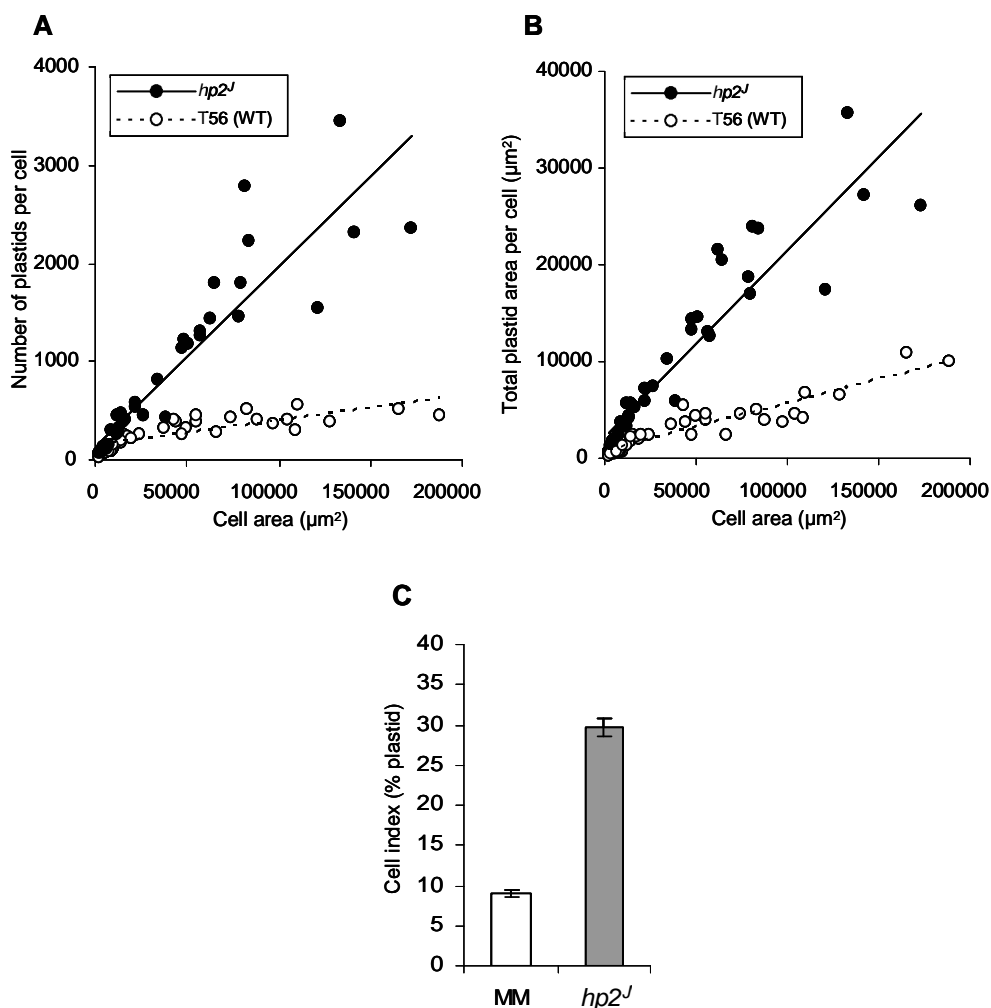 A
Number of plastids per cell
4000
3000
2000
1000
0
hp2ᴶ
T56 (WT)
0 50000 100000 150000 200000
Cell area (µm²)
B
Total plastid area per cell (µm²)
40000
30000
20000
10000
0
hp2ᴶ
T56 (WT)
0 50000 100000 150000 200000
Cell area (µm²)
C
Cell index (% plastid)
40
35
30
25
20
15
10
5
0
MM hp2ᴶ